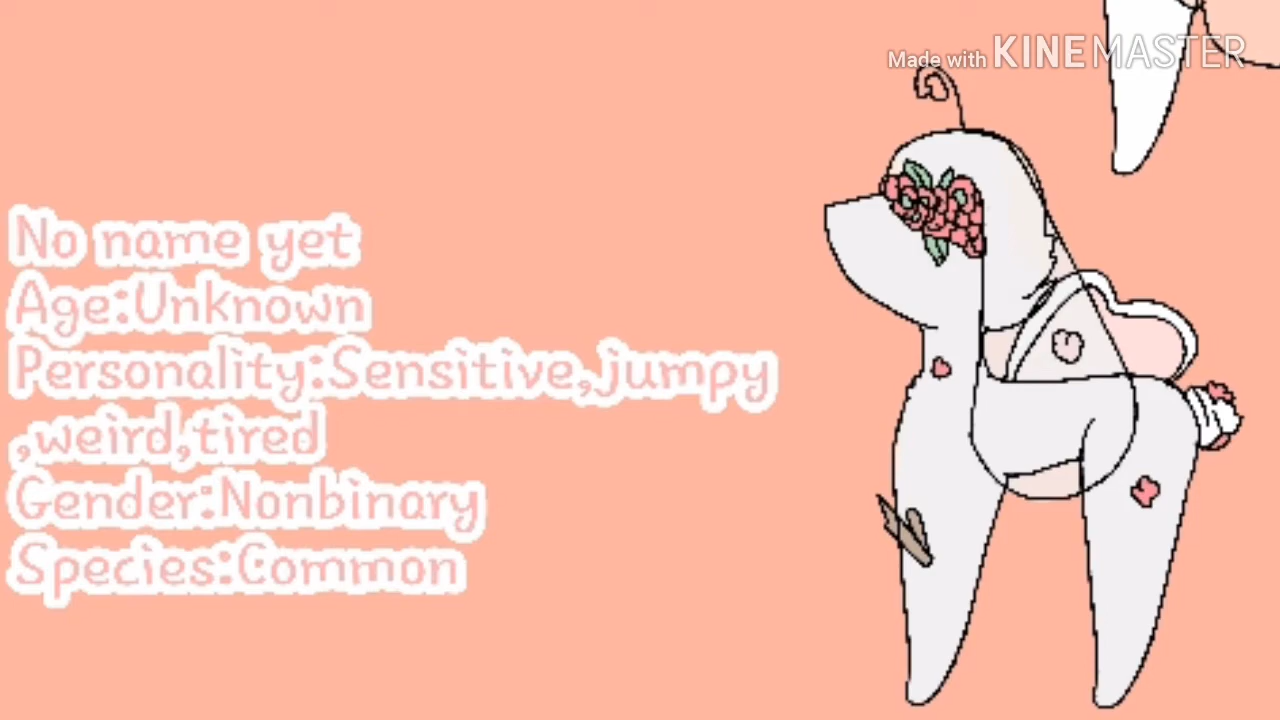 Made with KINEMASTER
No name yet
Age:Unknown
Personality:Sensitive,jumpy
,weird,tired
Gender:Nonbinary
Species:Common